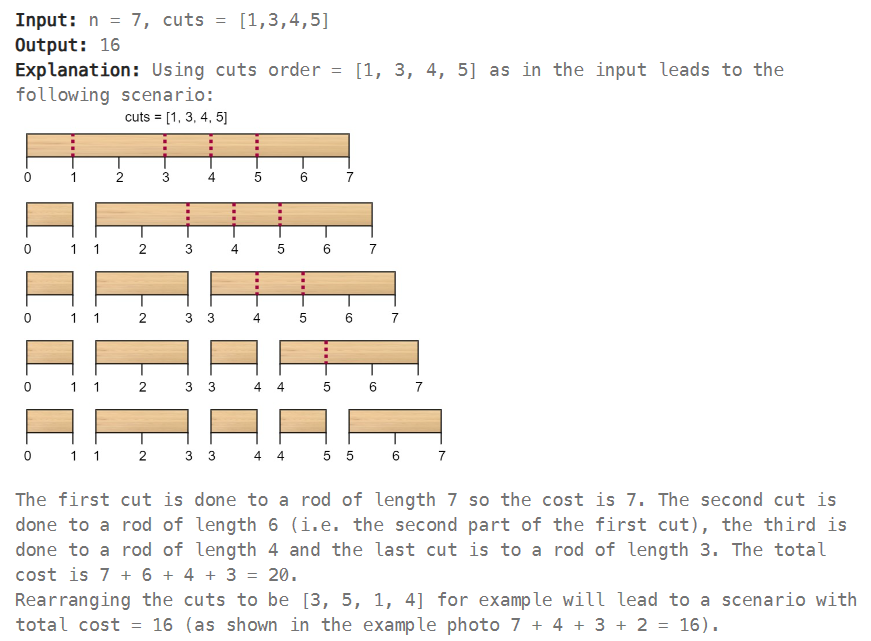 Input: n = 7, cuts = [1,3,4,5]
Output: 16
Explanation: Using cuts order = [1, 3, 4, 5] as in the input leads to the
following scenario:
cuts = [1, 3, 4, 5]
0 1 2 3 4 5 6 7
0 1 1 2 3 4 5 6 7
0 1 1 2 3 3 4 5 6 7
0 1 1 2 3 3 4 4 5 6 7
0 1 1 2 3 3 4 4 5 5 6 7
The first cut is done to a rod of length 7 so the cost is 7. The second cut is
done to a rod of length 6 (i.e. the second part of the first cut), the third is
done to a rod of length 4 and the last cut is to a rod of length 3. The total
cost is 7 + 6 + 4 + 3 = 20.
Rearranging the cuts to be [3, 5, 1, 4] for example will lead to a scenario with
total cost = 16 (as shown in the example photo 7 + 4 + 3 + 2 = 16).